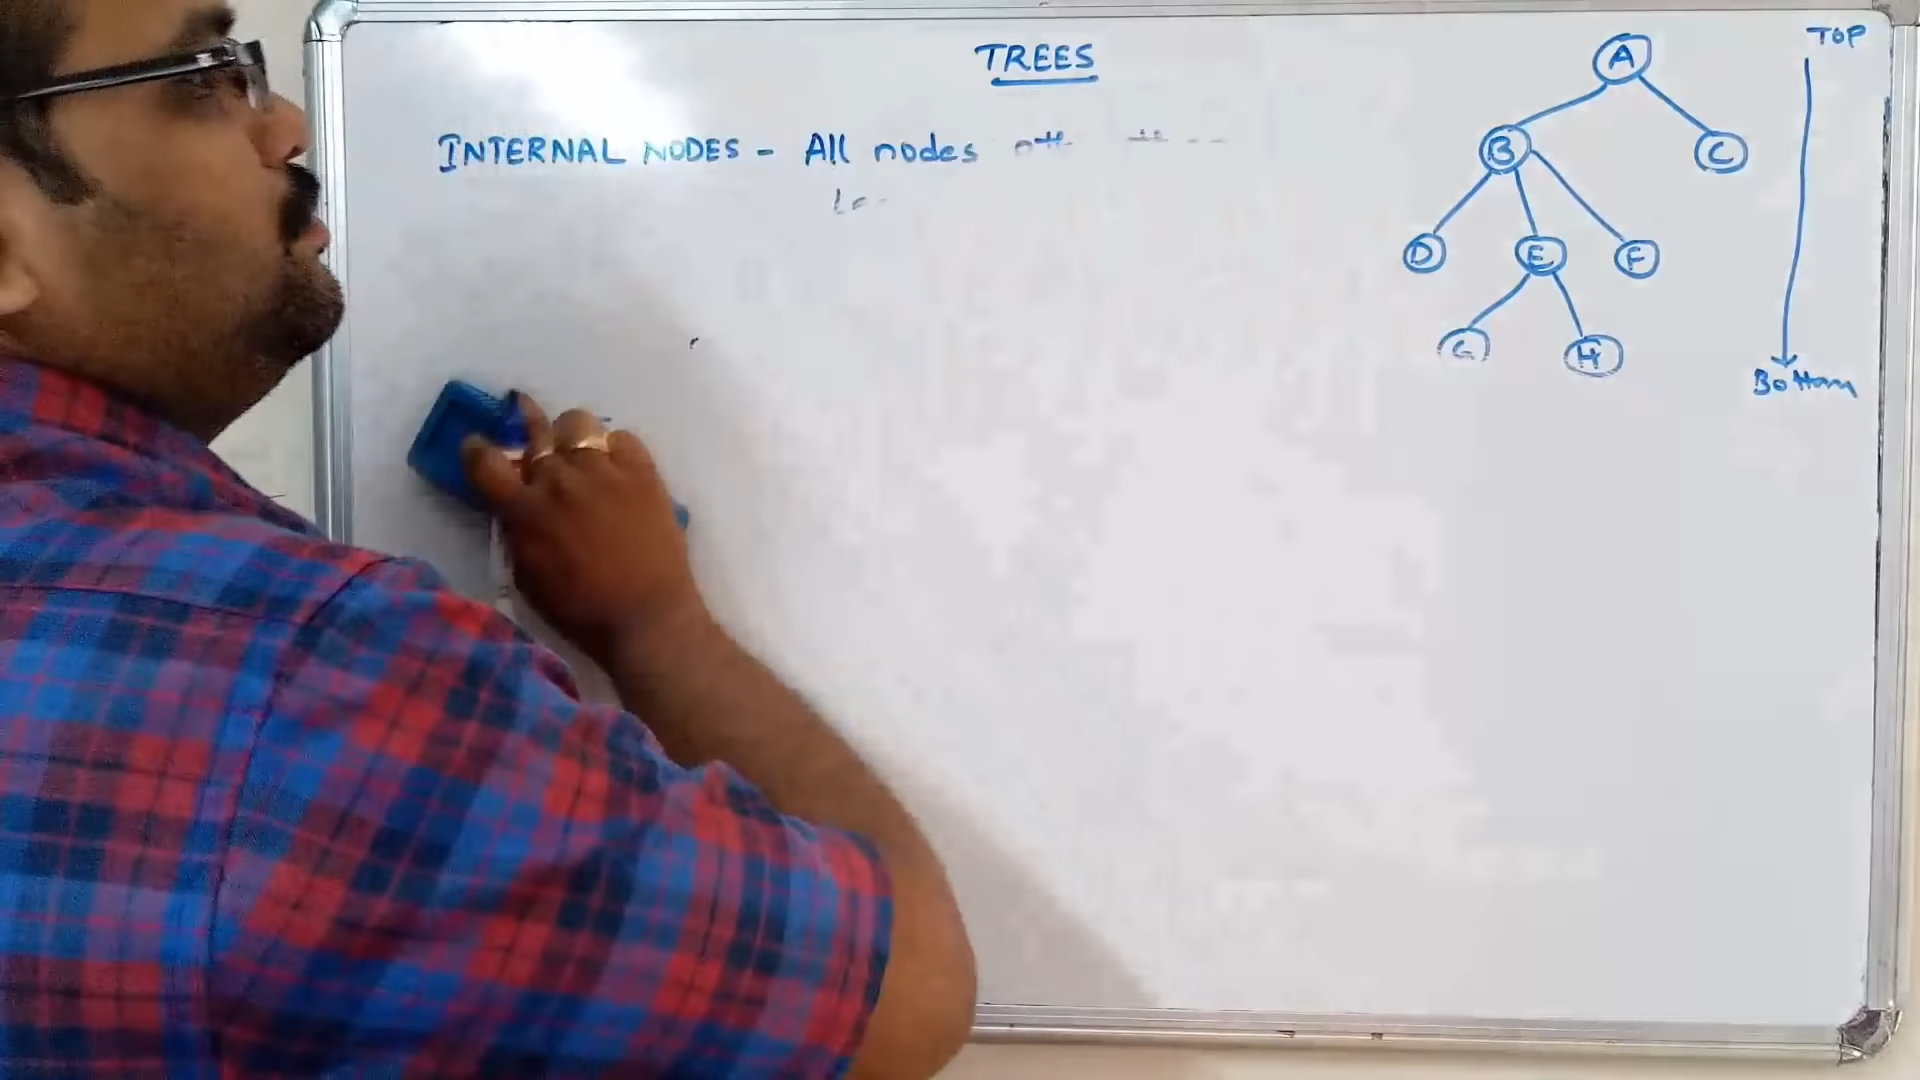 TREES
INTERNAL NODES - All nodes
A
TOP
B
C
D
E
F
G
H
Bottom